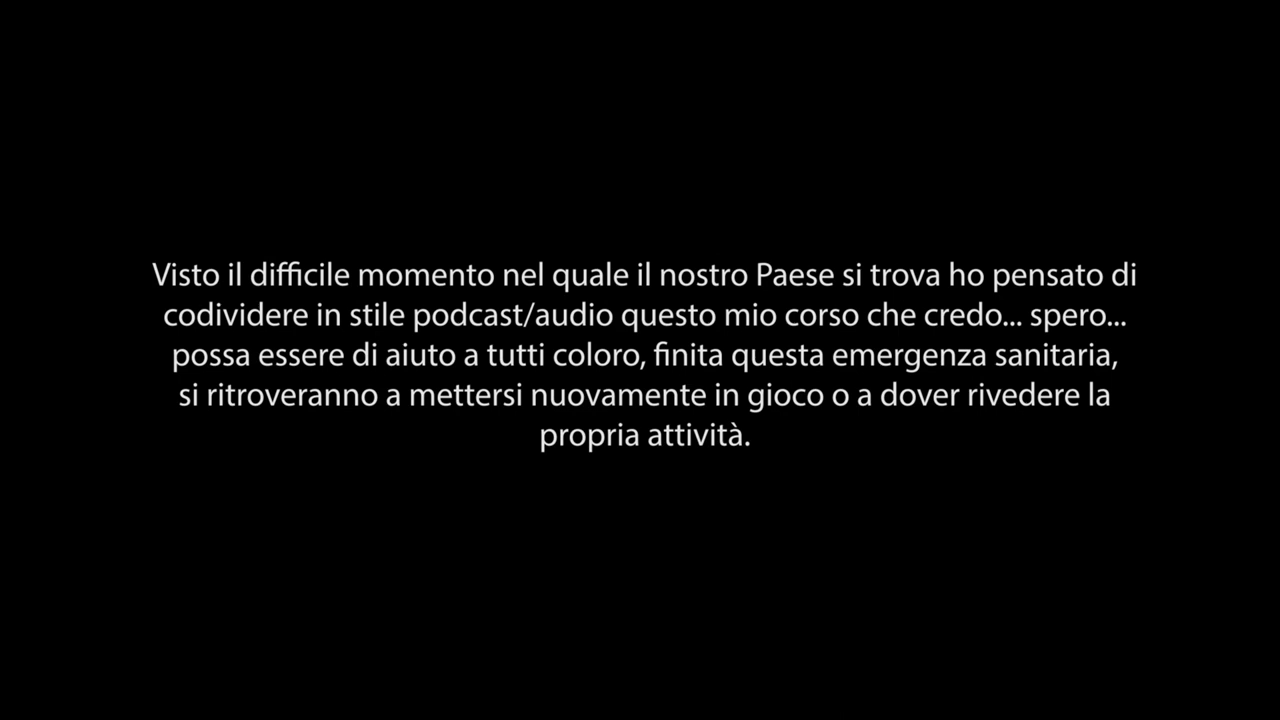 Visto il difficile momento nel quale il nostro Paese si trova ho pensato di
codividere in stile podcast/audio questo mio corso che credo... spero...
possa essere di aiuto a tutti coloro, finita questa emergenza sanitaria,
si ritroveranno a mettersi nuovamente in gioco o a dover rivedere la
propria attività.